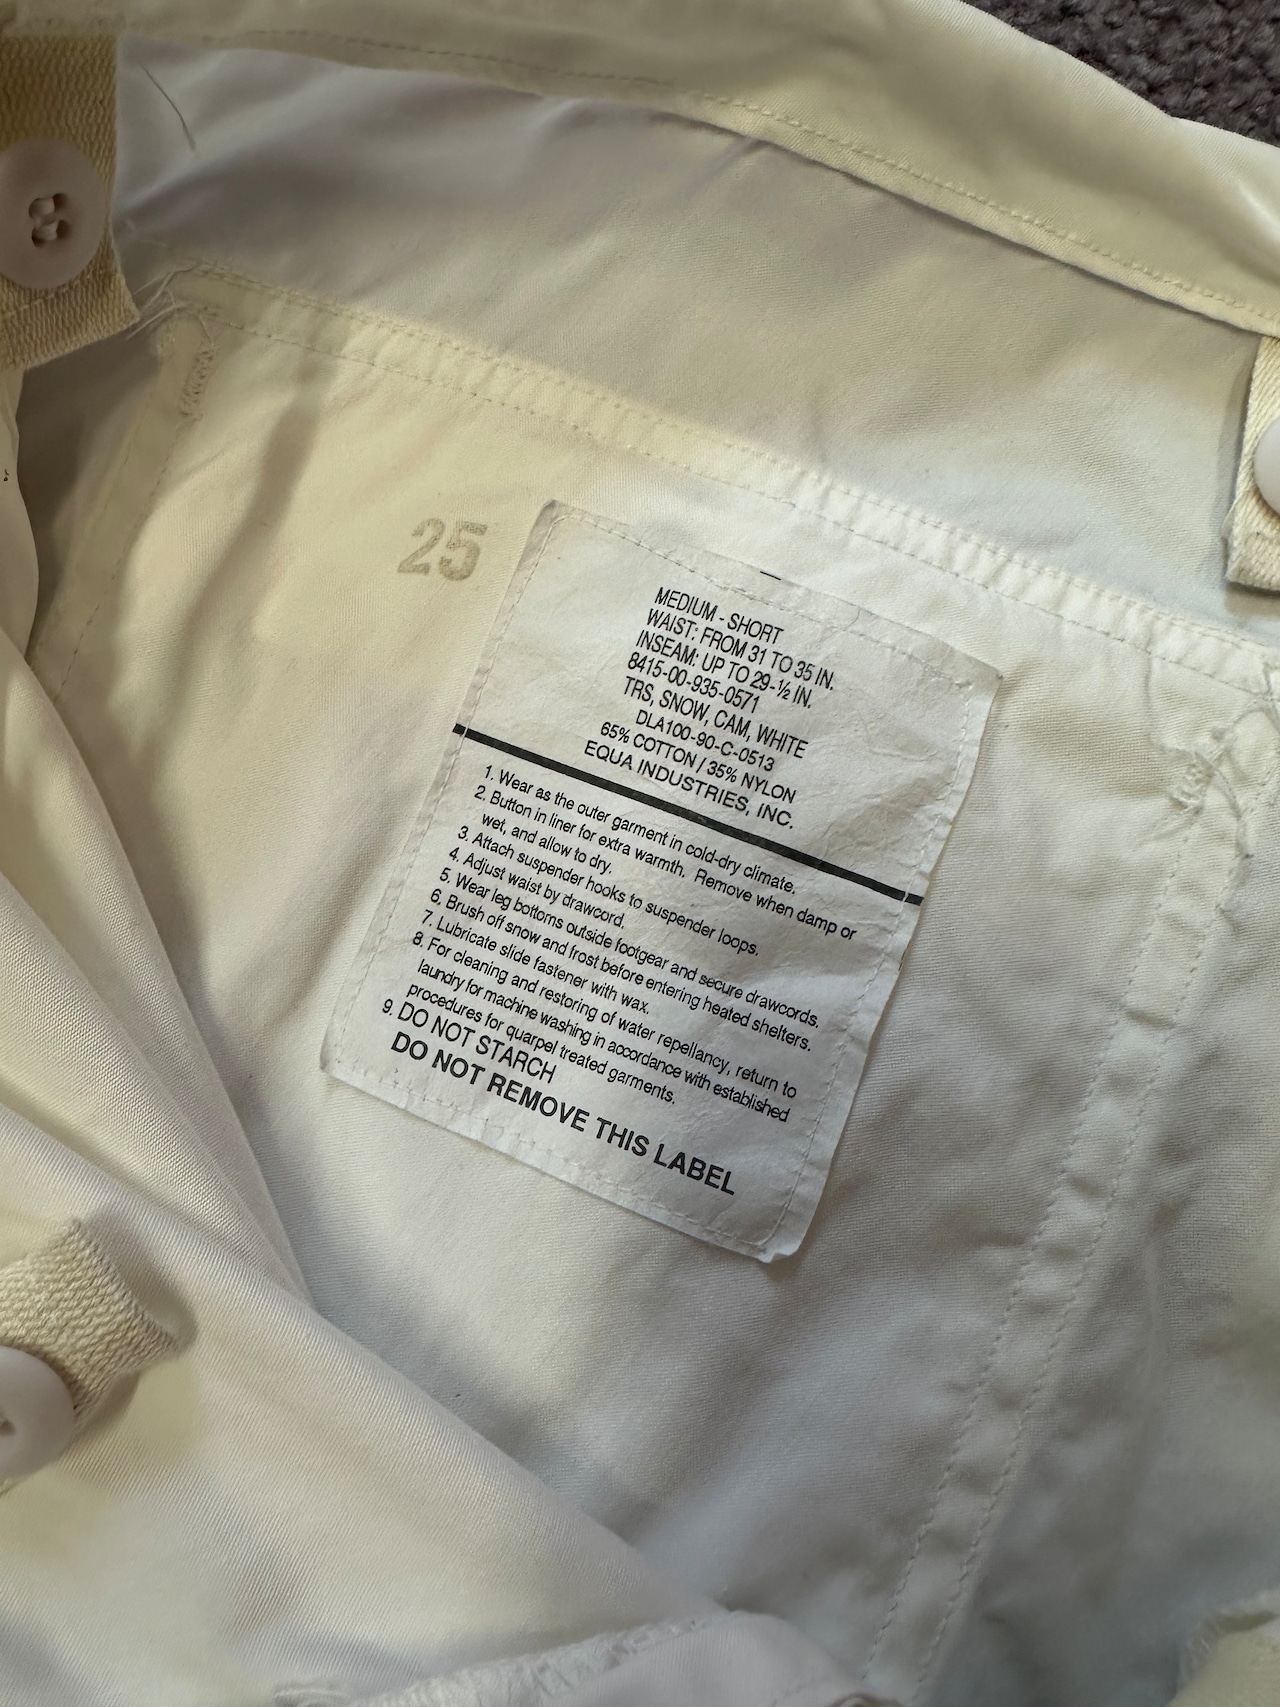 25
MEDIUM - SHORT
WAIST: FROM 31 TO 35 IN.
INSEAM: UP TO 29-½ IN.
8415-00-935-0571
TRS, SNOW, CAM, WHITE
DLA100-90-C-0513
65% COTTON / 35% NYLON
EQUA INDUSTRIES, INC.
1. Wear as the outer garment in cold-dry climate.
2. Button in liner for extra warmth. Remove when damp or
wet, and allow to dry.
3. Attach suspender hooks to suspender loops.
4. Adjust waist by drawcord.
5. Wear leg bottoms outside footgear and secure drawcords.
6. Brush off snow and frost before entering heated shelters.
7. Lubricate slide fastener with wax.
8. For cleaning and restoring of water repellancy, return to
laundry for machine washing in accordance with established
procedures for quarpel treated garments.
9. DO NOT STARCH
DO NOT REMOVE THIS LABEL